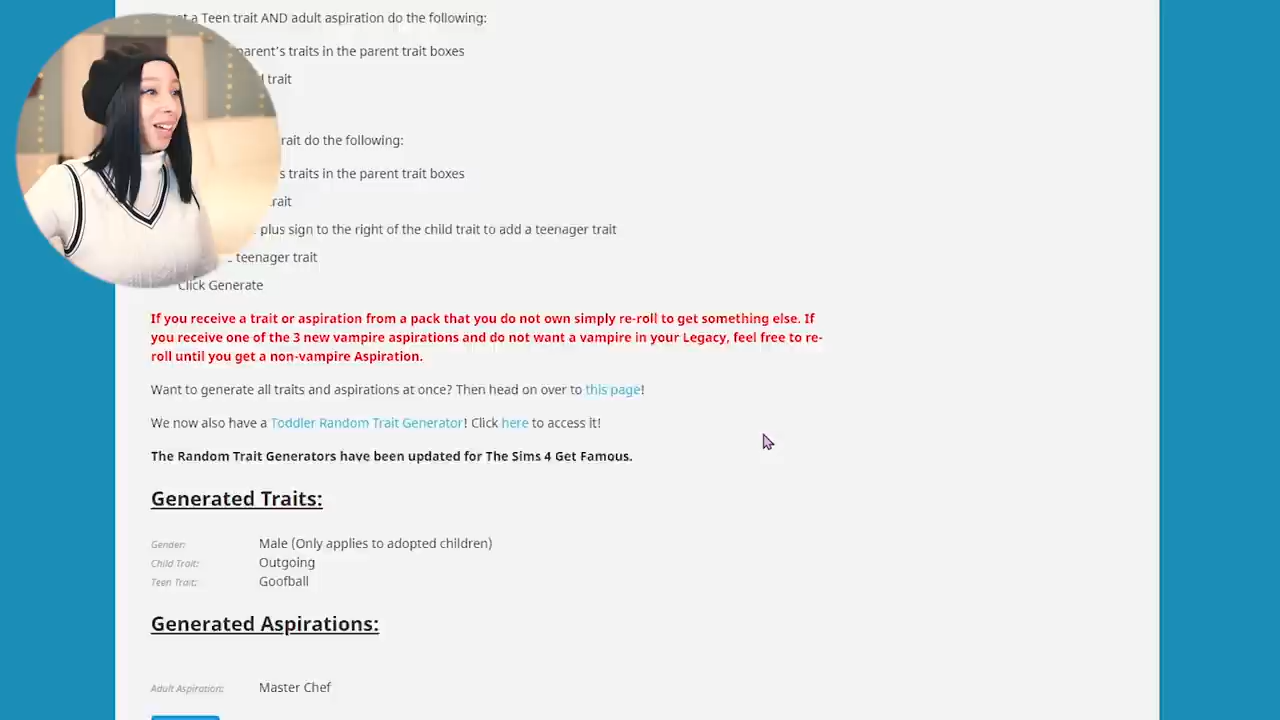 a Teen trait AND adult aspiration do the following:
parent's traits in the parent trait boxes
trait
rait do the following:
s traits in the parent trait boxes
rait
plus sign to the right of the child trait to add a teenager trait
teenager trait
Click Generate
If you receive a trait or aspiration from a pack that you do not own simply re-roll to get something else. If
you receive one of the 3 new vampire aspirations and do not want a vampire in your Legacy, feel free to re-
roll until you get a non-vampire Aspiration.
Want to generate all traits and aspirations at once? Then head on over to this page!
We now also have a Toddler Random Trait Generator! Click here to access it!
The Random Trait Generators have been updated for The Sims 4 Get Famous.
Generated Traits:
Gender: Male (Only applies to adopted children)
Child Trait: Outgoing
Teen Trait: Goofball
Generated Aspirations:
Adult Aspiration: Master Chef